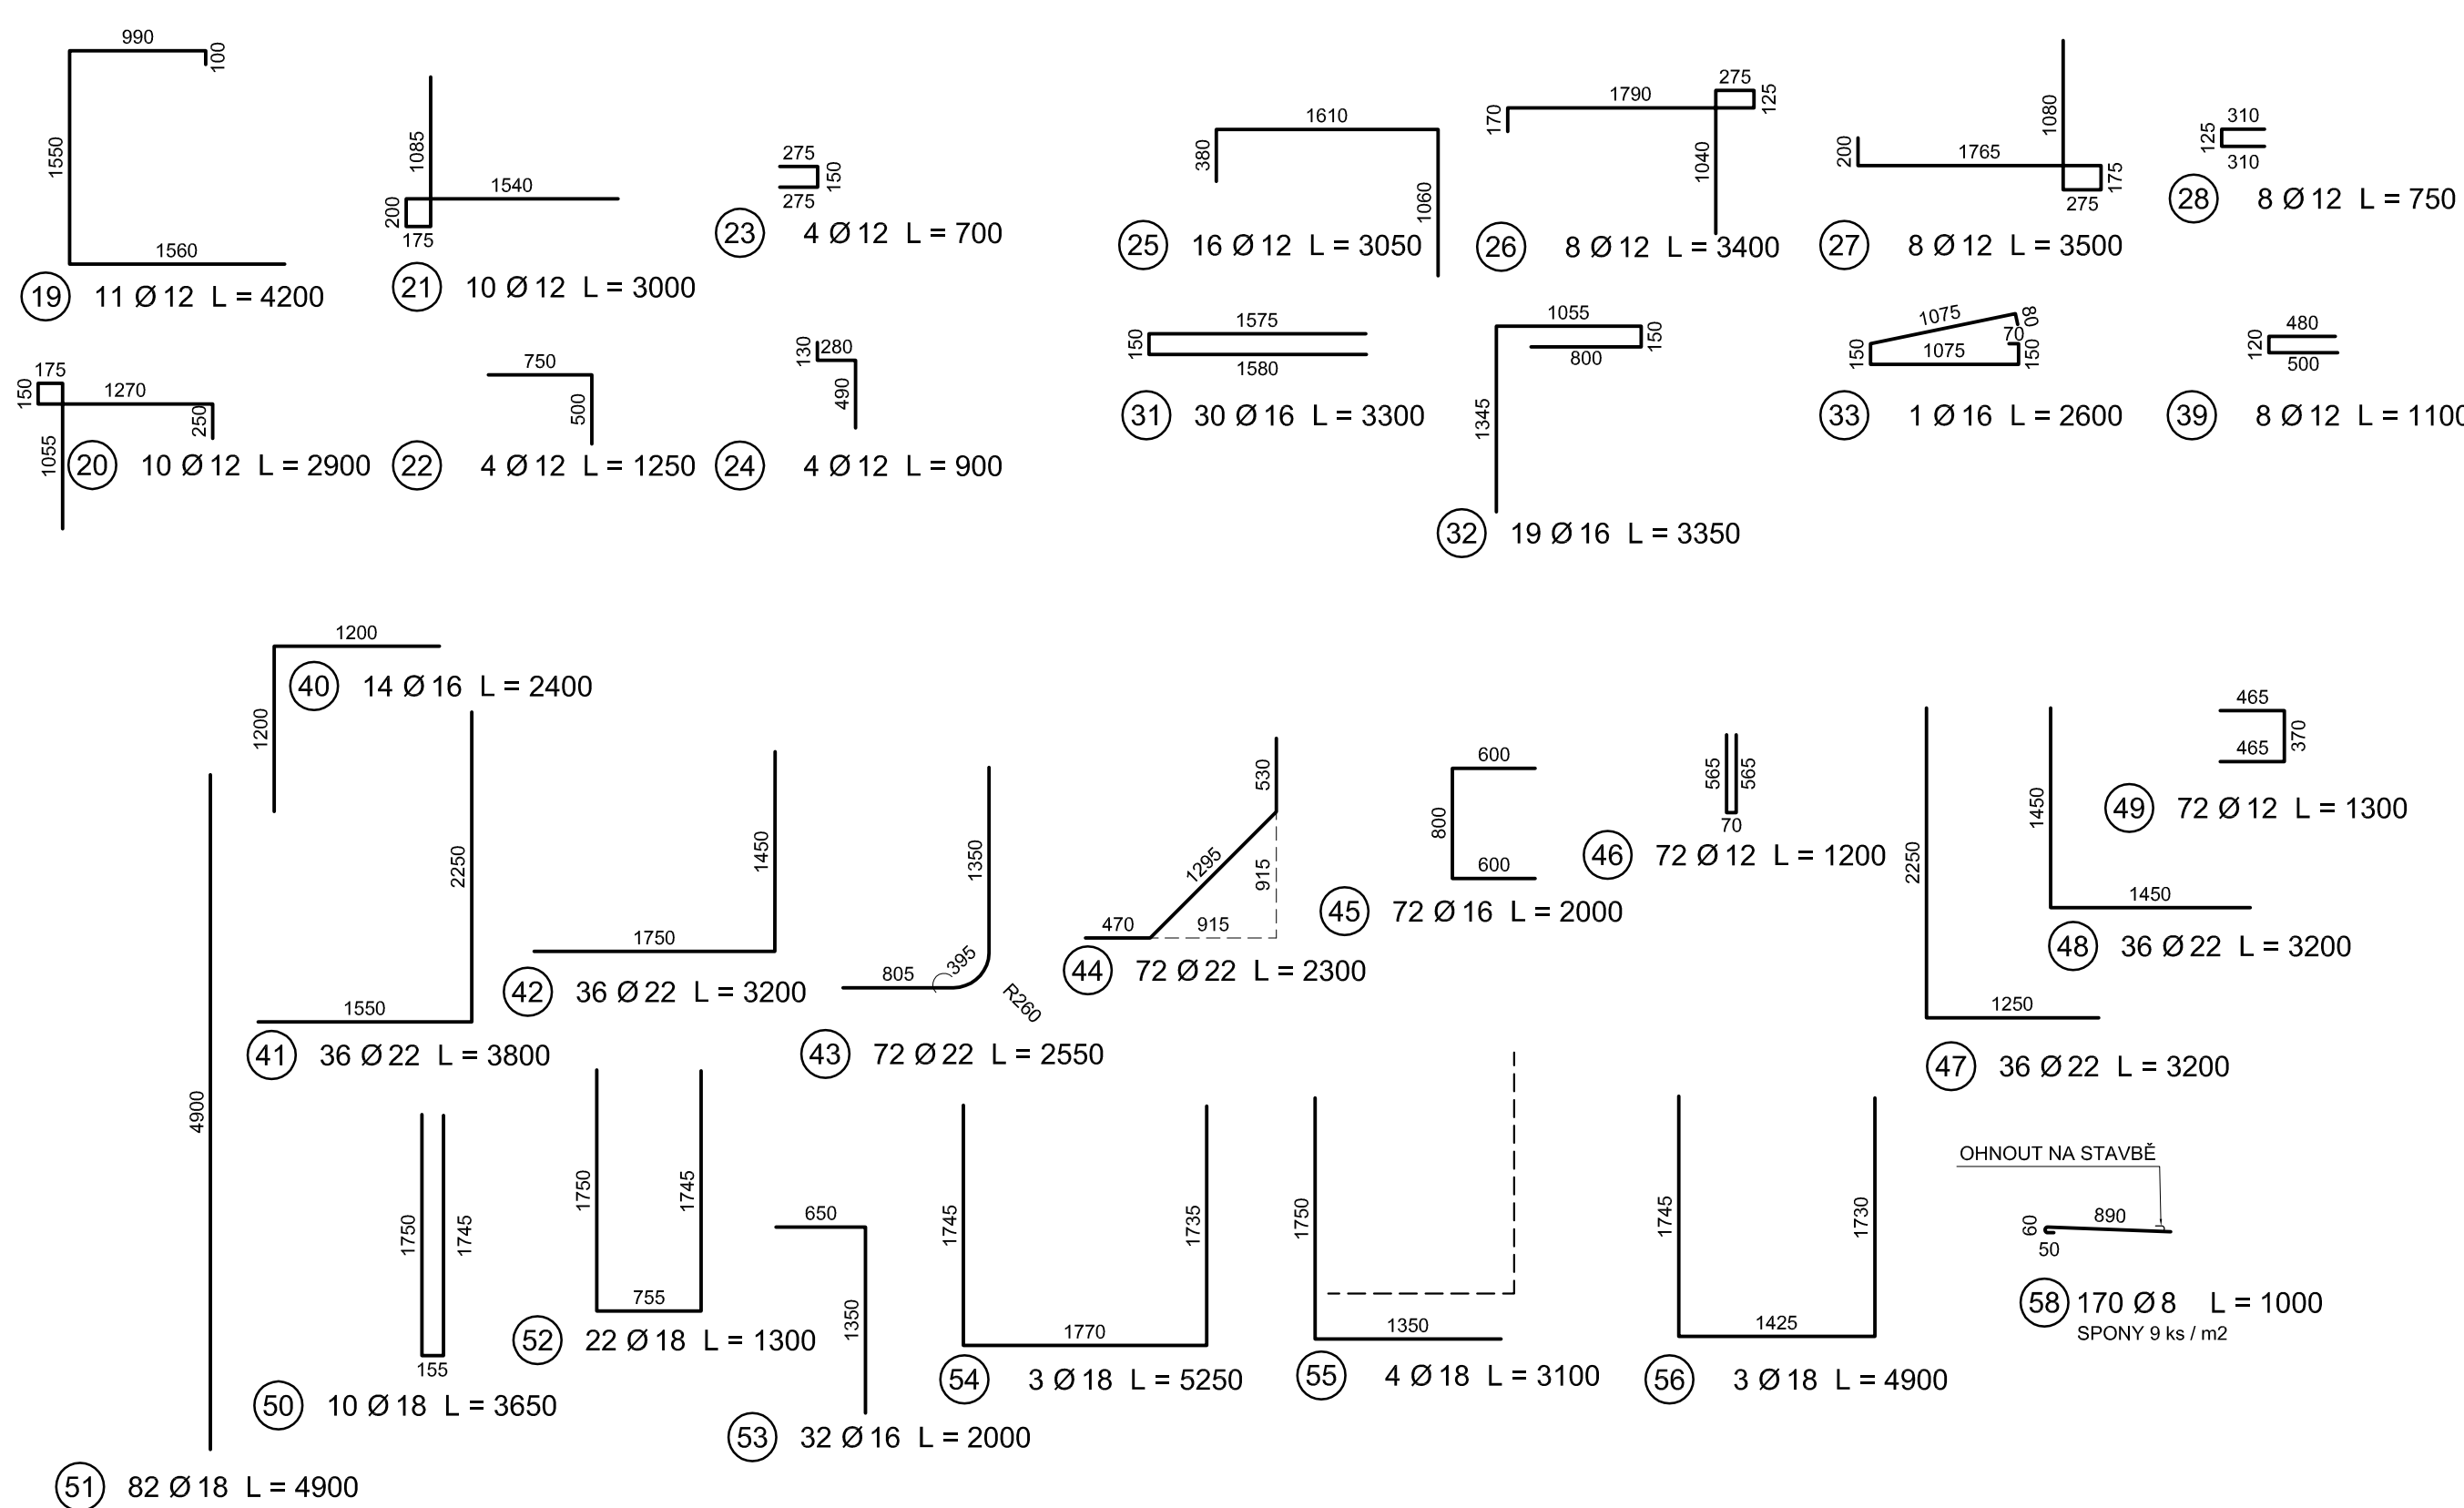 990
100
1550
1560
19 11 Ø 12 L = 4200
1085
1540
200
175
21 10 Ø 12 L = 3000
275
150
275
23 4 Ø 12 L = 700
1610
380
1060
25 16 Ø 12 L = 3050
275
125
1790
170
1040
26 8 Ø 12 L = 3400
1080
200
1765
175
275
27 8 Ø 12 L = 3500
310
125
310
28 8 Ø 12 L = 750
175
150
1270
250
1055
20 10 Ø 12 L = 2900
750
500
22 4 Ø 12 L = 1250
130
280
490
24 4 Ø 12 L = 900
1575
150
1580
31 30 Ø 16 L = 3300
1055
150
800
1345
32 19 Ø 16 L = 3350
1075
80
70
150
1075
150
33 1 Ø 16 L = 2600
480
120
500
39 8 Ø 12 L = 1100
1200
1200
40 14 Ø 16 L = 2400
2250
1550
41 36 Ø 22 L = 3800
1450
1750
42 36 Ø 22 L = 3200
1350
805
395
R260
43 72 Ø 22 L = 2550
530
1295
915
470
915
44 72 Ø 22 L = 2300
600
800
600
45 72 Ø 16 L = 2000
565
565
70
46 72 Ø 12 L = 1200
2250
1250
47 36 Ø 22 L = 3200
1450
1450
48 36 Ø 22 L = 3200
465
370
465
49 72 Ø 12 L = 1300
4900
51 82 Ø 18 L = 4900
1750
1745
155
50 10 Ø 18 L = 3650
1750
1745
755
52 22 Ø 18 L = 1300
650
1350
53 32 Ø 16 L = 2000
1745
1735
1770
54 3 Ø 18 L = 5250
1750
1350
55 4 Ø 18 L = 3100
1745
1730
1425
56 3 Ø 18 L = 4900
OHNOUT NA STAVBĚ
60
890
50
58 170 Ø 8 L = 1000
SPONY 9 ks / m2